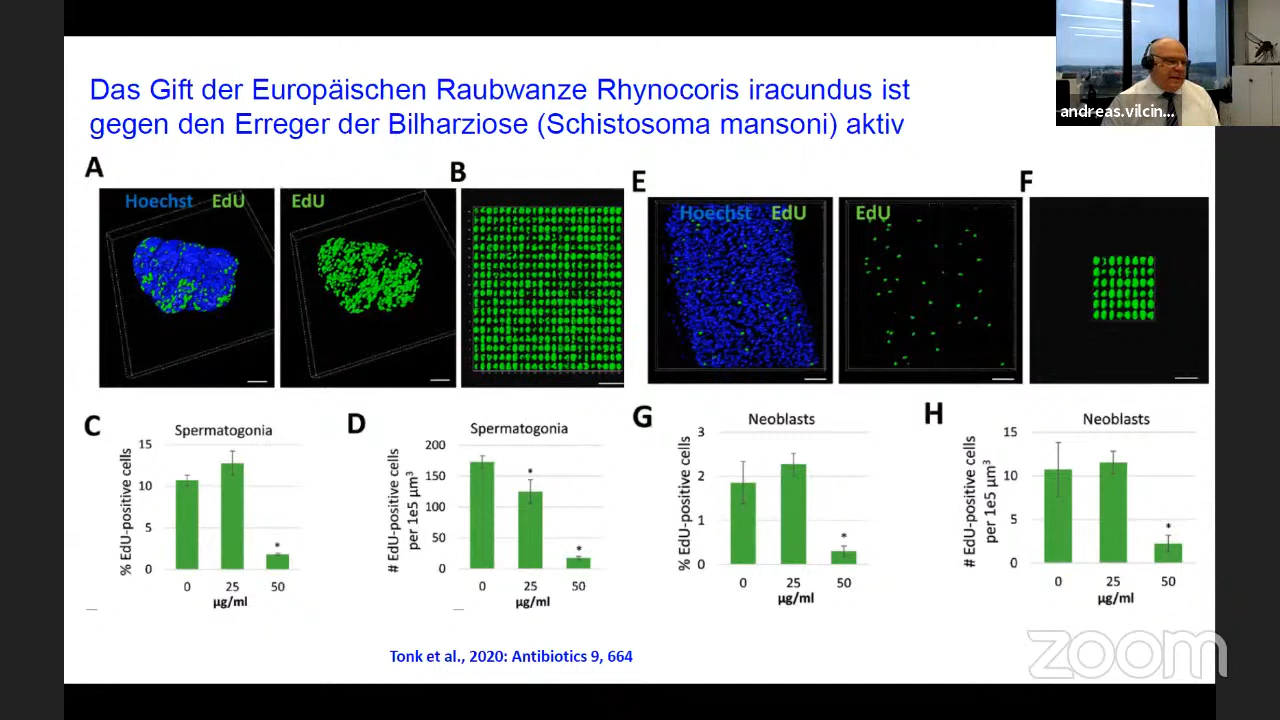 Das Gift der Europäischen Raubwanze Rhynocoris iracundus ist
gegen den Erreger der Bilharziose (Schistosoma mansoni) aktiv
andreas.vilcin...
A
Hoechst EdU
EdU
B
E
Hoechst EdU
EdU
F
C
Spermatogonia
% EdU-positive cells
15
10
5
0
*
0 25 50
µg/ml
D
Spermatogonia
# EdU-positive cells
per 1e5 µm³
200
150
100
50
0
*
*
0 25 50
µg/ml
G
Neoblasts
% EdU-positive cells
3
2
1
0
*
0 25 50
µg/ml
H
Neoblasts
# EdU-positive cells
per 1e5 µm³
15
10
5
0
*
0 25 50
µg/ml
Tonk et al., 2020: Antibiotics 9, 664
zoom